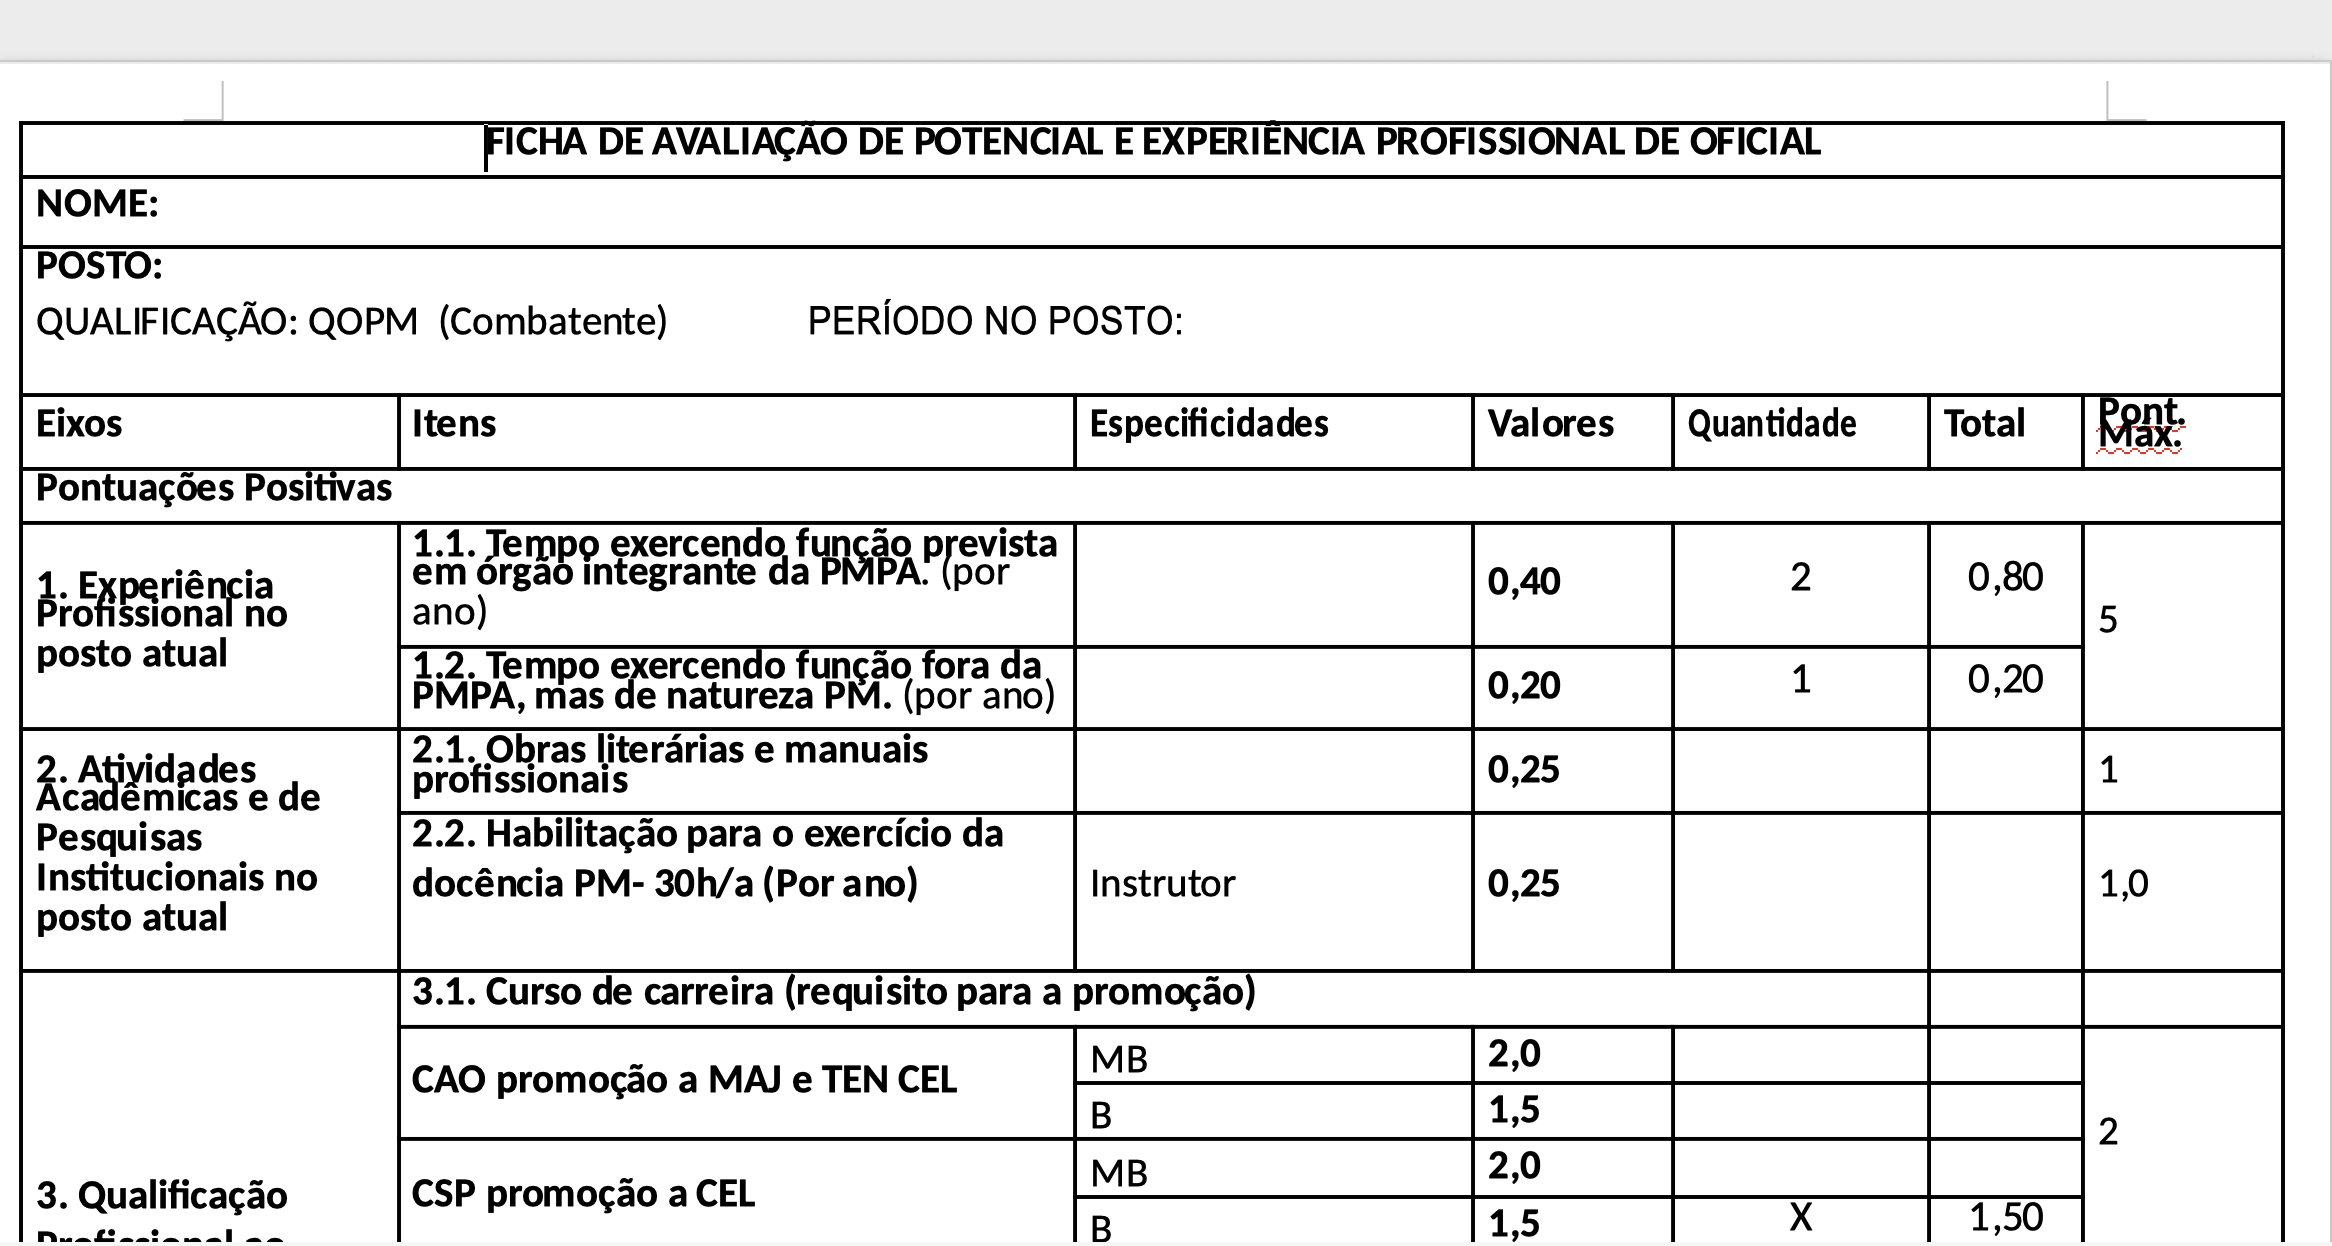 FICHA DE AVALIAÇÃO DE POTENCIAL E EXPERIÊNCIA PROFISSIONAL DE OFICIAL
NOME:
POSTO:
QUALIFICAÇÃO: QOPM (Combatente) PERÍODO NO POSTO:
Eixos Itens Especificidades Valores Quantidade Total Pont. Máx.
Pontuações Positivas
1. Experiência
Profissional no
posto atual
1.1. Tempo exercendo função prevista
em órgão integrante da PMPA. (por
ano)
0,40 2 0,80 5
1.2. Tempo exercendo função fora da
PMPA, mas de natureza PM. (por ano)
0,20 1 0,20
2. Atividades
Acadêmicas e de
Pesquisas
Institucionais no
posto atual
2.1. Obras literárias e manuais
profissionais
0,25 1
2.2. Habilitação para o exercício da
docência PM- 30h/a (Por ano)
Instrutor 0,25 1,0
3. Qualificação
Profissional ao
3.1. Curso de carreira (requisito para a promoção)
CAO promoção a MAJ e TEN CEL
MB 2,0
B 1,5
2
CSP promoção a CEL
MB 2,0
B 1,5 X 1,50